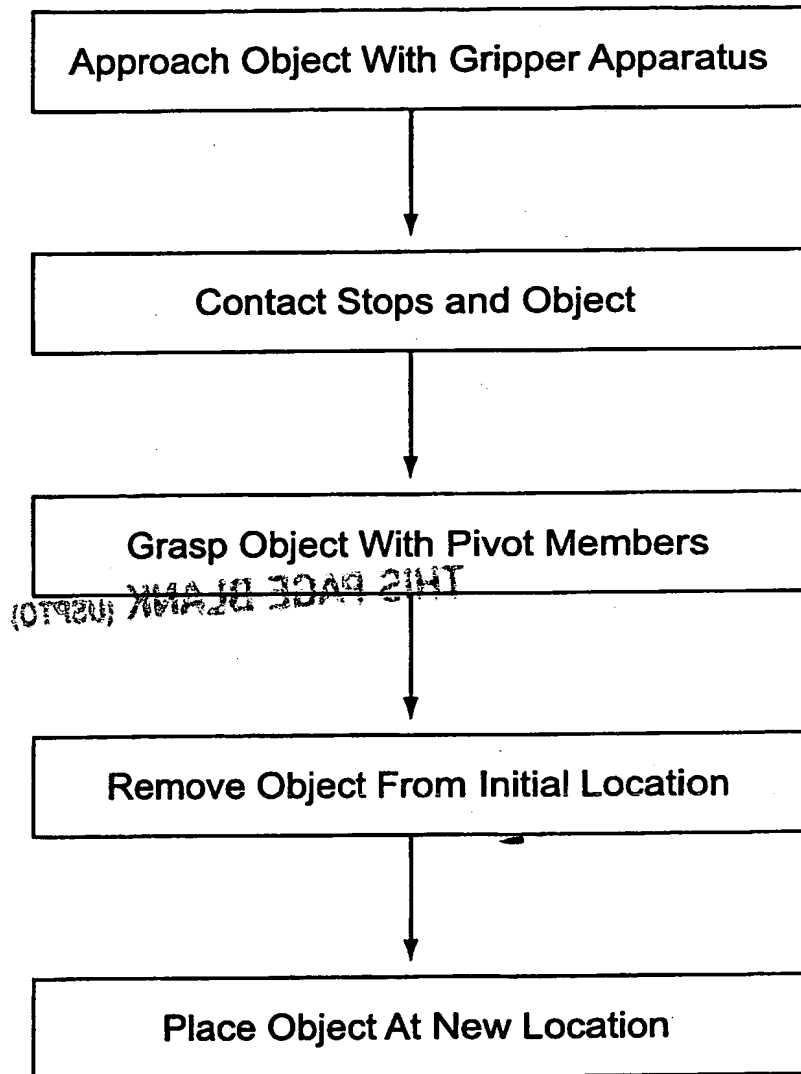 Approach Object With Gripper Apparatus
Contact Stops and Object
Grasp Object With Pivot Members
THIS PAGE BLANK (USPTO)
Remove Object From Initial Location
Place Object At New Location